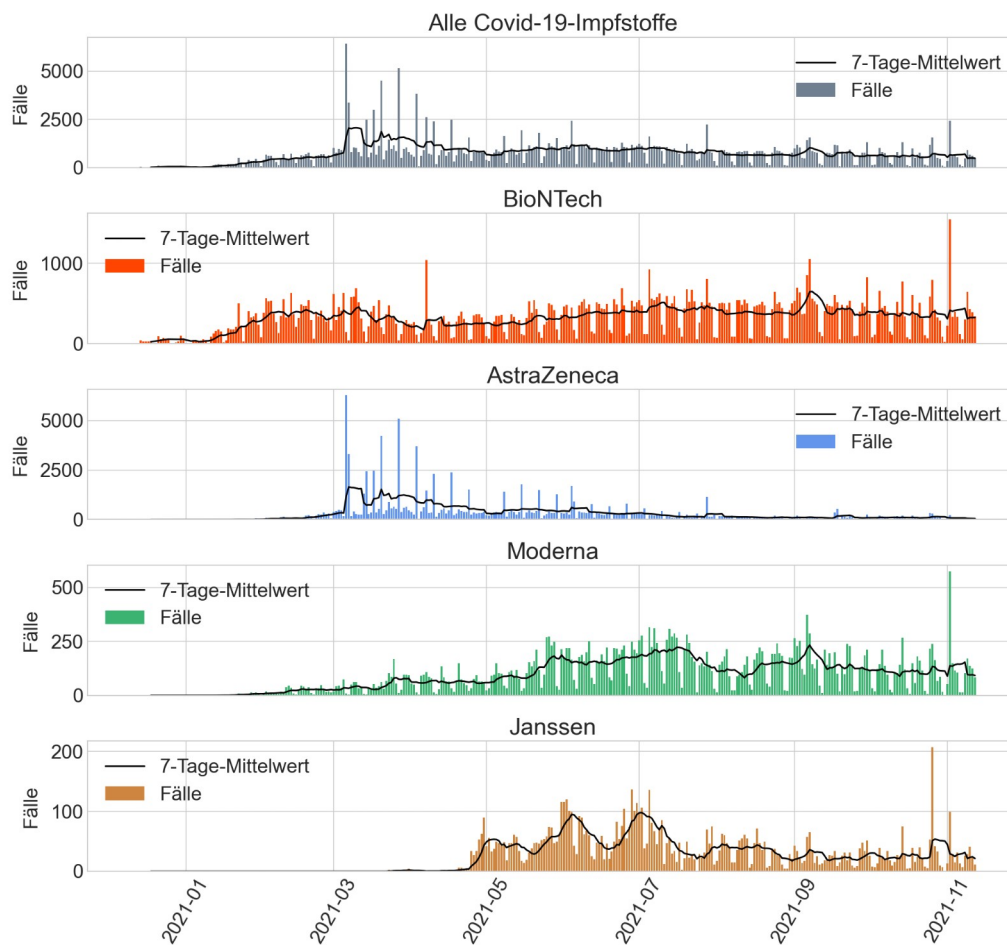 Alle Covid-19-Impfstoffe
Fälle
5000
2500
0
7-Tage-Mittelwert
Fälle
BioNTech
Fälle
1000
0
7-Tage-Mittelwert
Fälle
AstraZeneca
Fälle
5000
2500
0
7-Tage-Mittelwert
Fälle
Moderna
Fälle
500
250
0
7-Tage-Mittelwert
Fälle
Janssen
Fälle
200
100
0
7-Tage-Mittelwert
Fälle
2021-01
2021-03
2021-05
2021-07
2021-09
2021-11